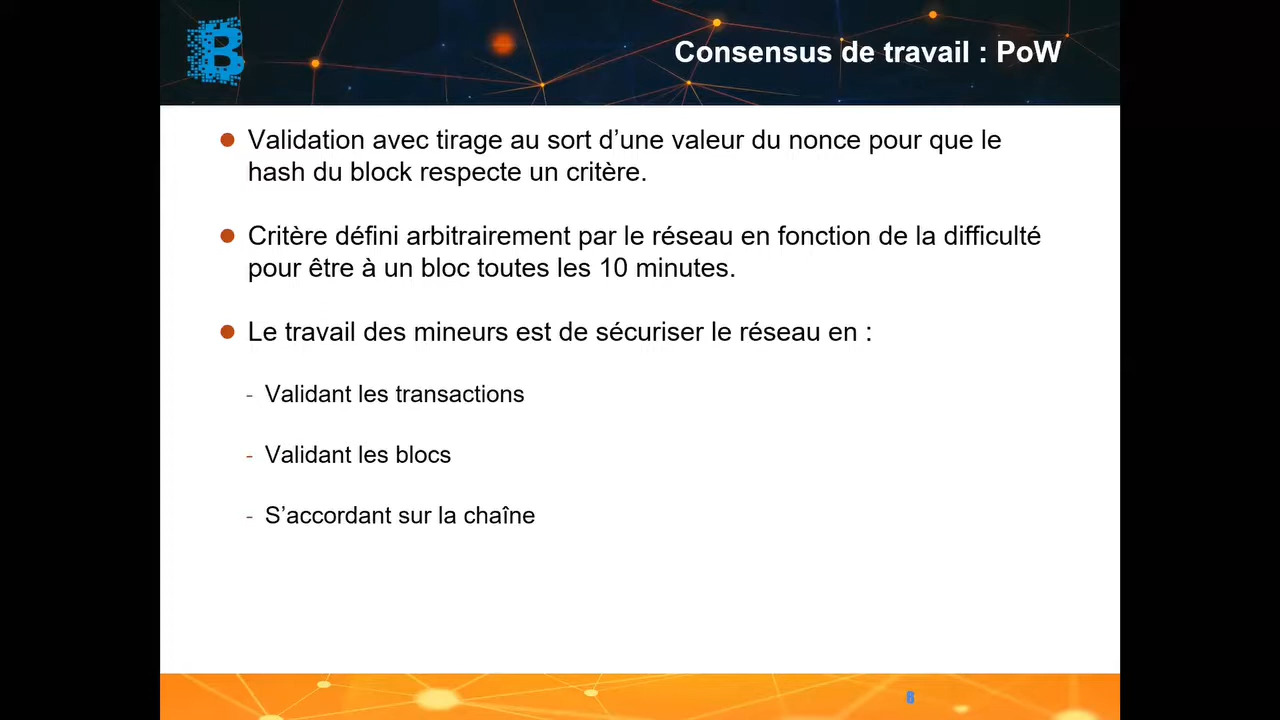 Consensus de travail : PoW
Validation avec tirage au sort d’une valeur du nonce pour que le
hash du block respecte un critère.
Critère défini arbitrairement par le réseau en fonction de la difficulté
pour être à un bloc toutes les 10 minutes.
Le travail des mineurs est de sécuriser le réseau en :
- Validant les transactions
- Validant les blocs
- S’accordant sur la chaîne